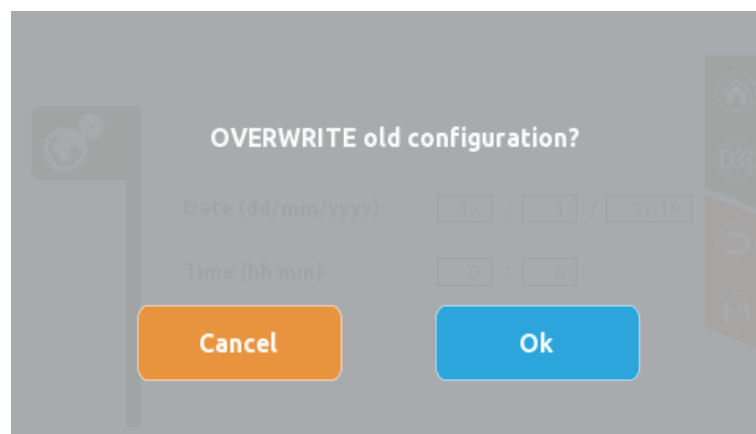 OVERWRITE old configuration?
Date (dd/mm/yyyy) 12 / 1 / 2019
Time (hh:mm) 0 : 0
Cancel Ok